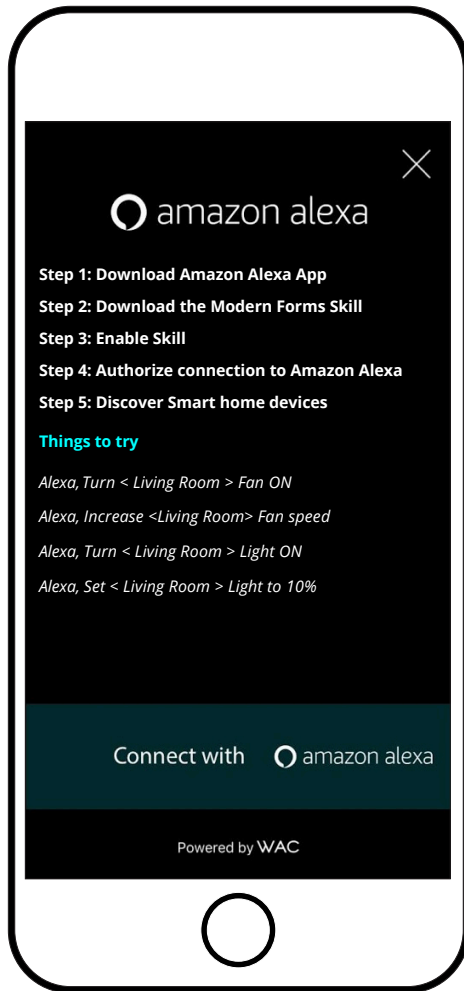 amazon alexa
Step 1: Download Amazon Alexa App
Step 2: Download the Modern Forms Skill
Step 3: Enable Skill
Step 4: Authorize connection to Amazon Alexa
Step 5: Discover Smart home devices
Things to try
Alexa, Turn < Living Room > Fan ON
Alexa, Increase <Living Room> Fan speed
Alexa, Turn < Living Room > Light ON
Alexa, Set < Living Room > Light to 10%
Connect with amazon alexa
Powered by WAC